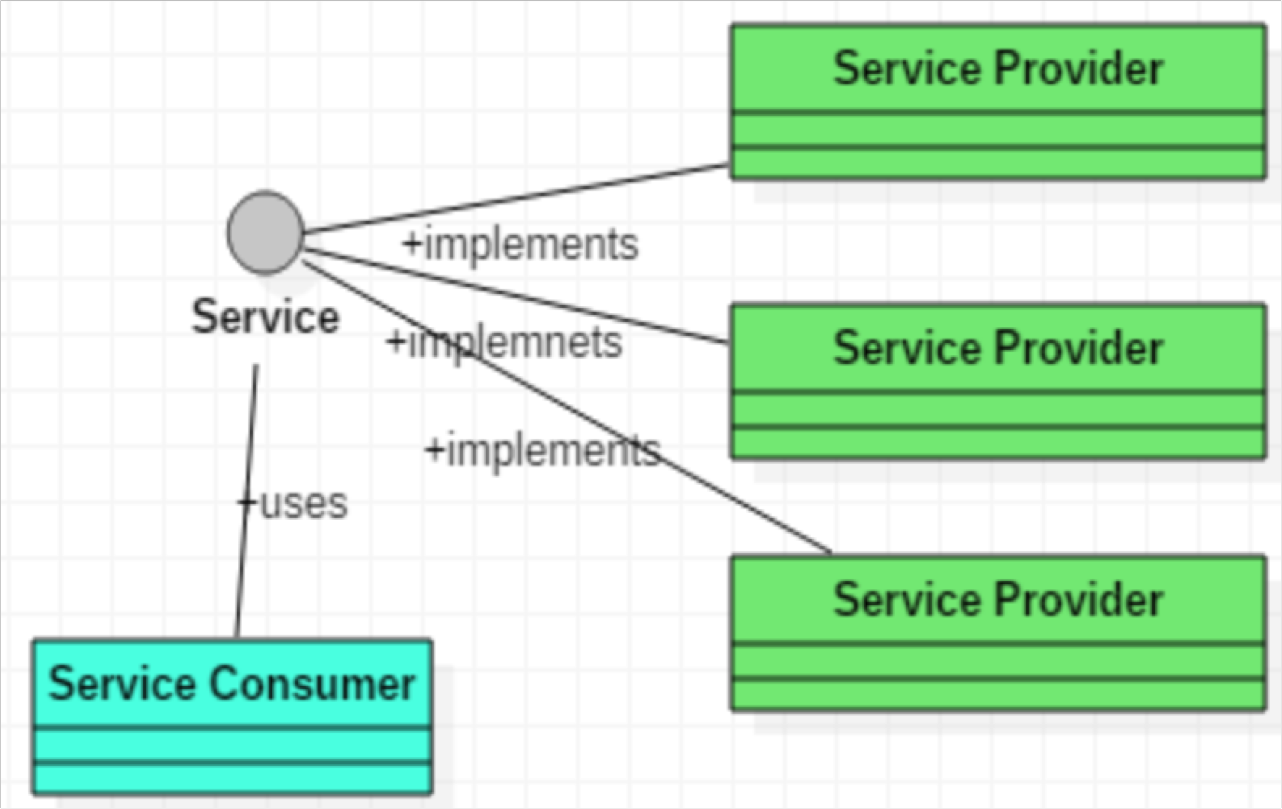 Service Provider
+implements
Service
Service Provider
+implemnets
+implements
+uses
Service Provider
Service Consumer